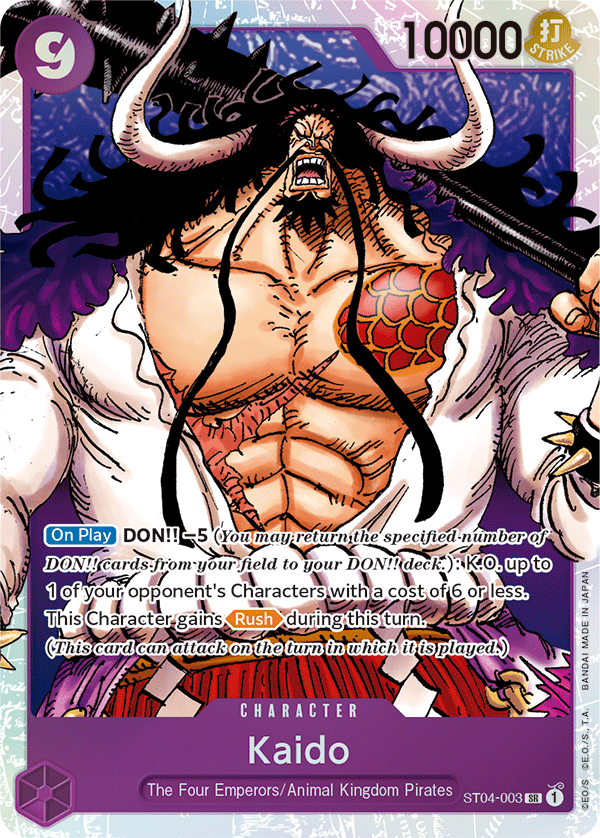 9
10000
打
STRIKE
On Play DON!! −5 (You may return the specified number of
DON!! cards from your field to your DON!! deck.): K.O. up to
1 of your opponent's Characters with a cost of 6 or less.
This Character gains Rush during this turn.
(This card can attack on the turn in which it is played.)
©EO/S ©E.O./S., T.A. BANDAI MADE IN JAPAN
CHARACTER
Kaido
The Four Emperors/Animal Kingdom Pirates
ST04-003 SR 1